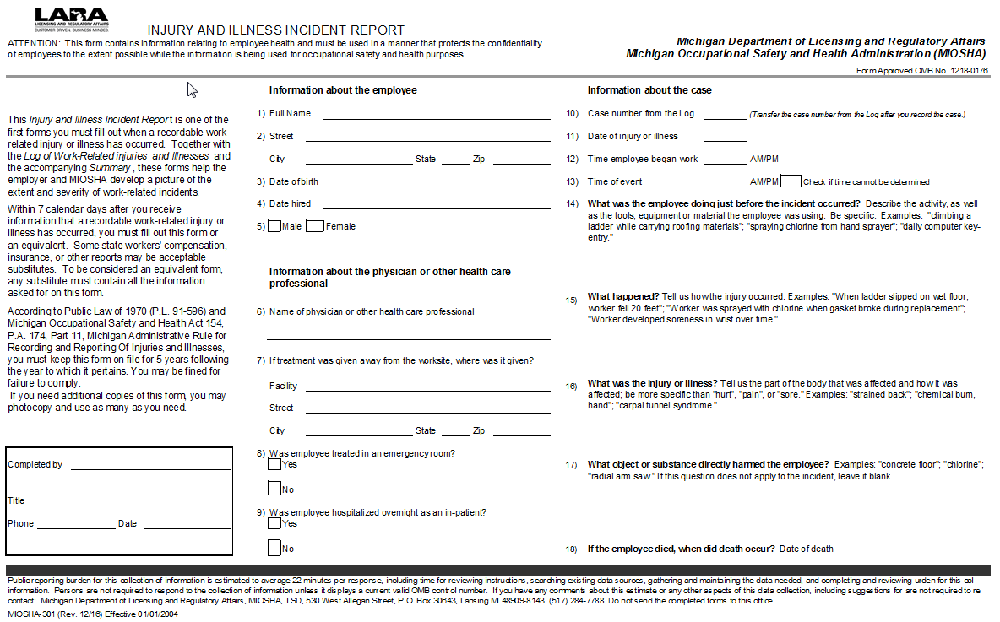 LARA
LICENSING AND REGULATORY AFFAIRS
CUSTOMER DRIVEN. BUSINESS MINDED.
INJURY AND ILLNESS INCIDENT REPORT
ATTENTION: This form contains information relating to employee health and must be used in a manner that protects the confidentiality
of employees to the extent possible while the information is being used for occupational safety and health purposes.
Michigan Department of Licensing and Regulatory Affairs
Michigan Occupational Safety and Health Administration (MIOSHA)
Form Approved OMB No. 1218-0176
This Injury and Illness Incident Report is one of the
first forms you must fill out when a recordable work-
related injury or illness has occurred. Together with
the Log of Work-Related injuries and Illnesses and
the accompanying Summary, these forms help the
employer and MIOSHA develop a picture of the
extent and severity of work-related incidents.
Within 7 calendar days after you receive
information that a recordable work-related injury or
illness has occurred, you must fill out this form or
an equivalent. Some state workers' compensation,
insurance, or other reports may be acceptable
substitutes. To be considered an equivalent form,
any substitute must contain all the information
asked for on this form.
According to Public Law of 1970 (P.L. 91-596) and
Michigan Occupational Safety and Health Act 154,
P.A. 174, Part 11, Michigan Administrative Rule for
Recording and Reporting Of Injuries and Illnesses,
you must keep this form on file for 5 years following
the year to which it pertains. You may be fined for
failure to comply.
If you need additional copies of this form, you may
photocopy and use as many as you need.
Completed by
Title
Phone Date
Information about the employee
1) Full Name
2) Street
City State Zip
3) Date of birth
4) Date hired
5) Male Female
Information about the physician or other health care
professional
6) Name of physician or other health care professional
7) If treatment was given away from the worksite, where was it given?
Facility
Street
City State Zip
8) Was employee treated in an emergency room?
Yes
No
9) Was employee hospitalized overnight as an in-patient?
Yes
No
Information about the case
10) Case number from the Log (Transfer the case number from the Log after you record the case.)
11) Date of injury or illness
12) Time employee began work AM/PM
13) Time of event AM/PM Check if time cannot be determined
14) What was the employee doing just before the incident occurred? Describe the activity, as well
as the tools, equipment or material the employee was using. Be specific. Examples: "climbing a
ladder while carrying roofing materials"; "spraying chlorine from hand sprayer"; "daily computer key-
entry."
15) What happened? Tell us how the injury occurred. Examples: "When ladder slipped on wet floor,
worker fell 20 feet"; "Worker was sprayed with chlorine when gasket broke during replacement";
"Worker developed soreness in wrist over time."
16) What was the injury or illness? Tell us the part of the body that was affected and how it was
affected; be more specific than "hurt", "pain", or "sore." Examples: "strained back"; "chemical burn,
hand"; "carpal tunnel syndrome."
17) What object or substance directly harmed the employee? Examples: "concrete floor"; "chlorine";
"radial arm saw." If this question does not apply to the incident, leave it blank.
18) If the employee died, when did death occur? Date of death
Public reporting burden for this collection of information is estimated to average 22 minutes per response, including time for reviewing instructions, searching existing data sources, gathering and maintaining the data needed, and completing and reviewing urden for this col
information. Persons are not required to respond to the collection of information unless it displays a current valid OMB control number. If you have any comments about this estimate or any other aspects of this data collection, including suggestions for are not required to re
contact: Michigan Department of Licensing and Regulatory Affairs, MIOSHA, TSD, 530 West Allegan Street, P.O. Box 30643, Lansing MI 48909-8143. (517) 284-7788. Do not send the completed forms to this office.
MIOSHA-301 (Rev. 12/16) Effective 01/01/2004